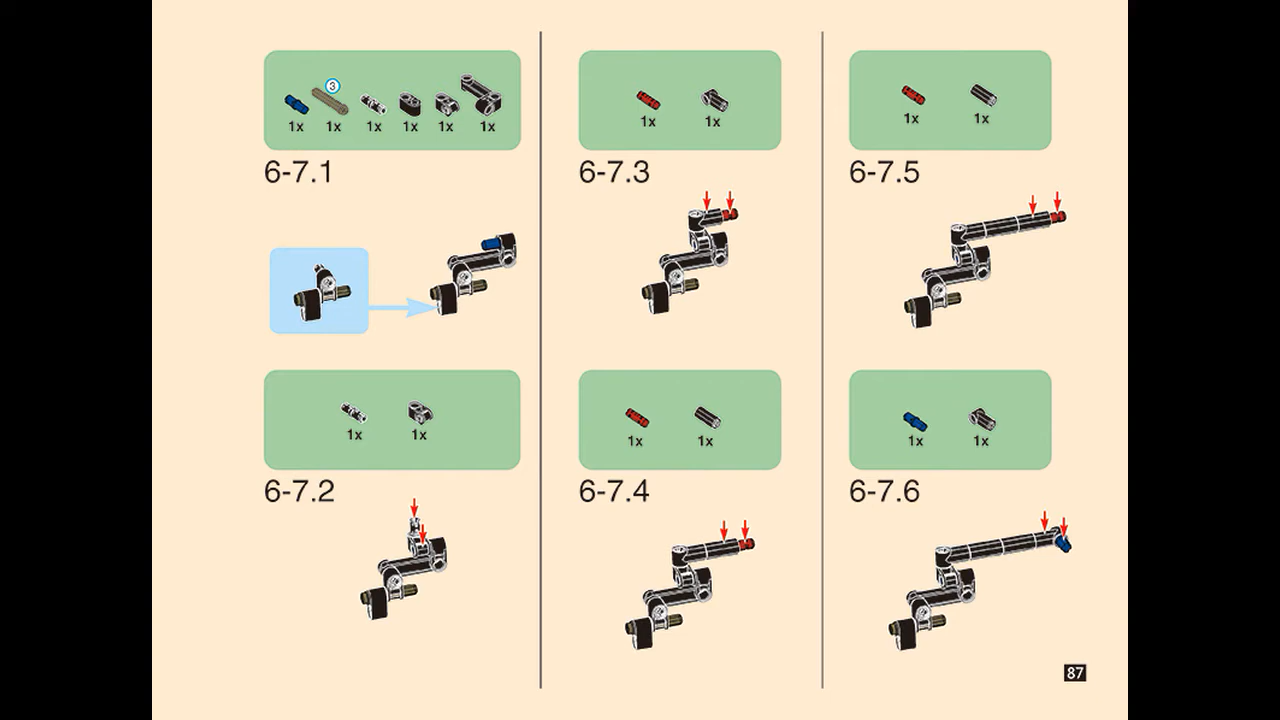 3
1x 1x 1x 1x 1x 1x
6-7.1
1x 1x
6-7.2
1x 1x
6-7.3
1x 1x
6-7.4
1x 1x
6-7.5
1x 1x
6-7.6
87